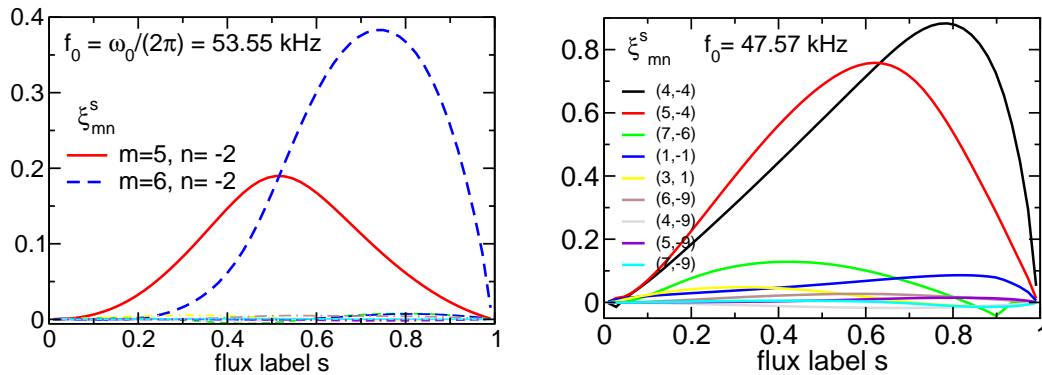 f₀ = ω₀/(2π) = 53.55 kHz
ξˢₘₙ
m=5, n= -2
m=6, n= -2
0.4
0.3
0.2
0.1
0
0 0.2 0.4 0.6 0.8 1
flux label s
ξˢₘₙ f₀= 47.57 kHz
(4,-4)
(5,-4)
(7,-6)
(1,-1)
(3, 1)
(6,-9)
(4,-9)
(5,-9)
(7,-9)
0.8
0.6
0.4
0.2
0
0 0.2 0.4 0.6 0.8 1
flux label s